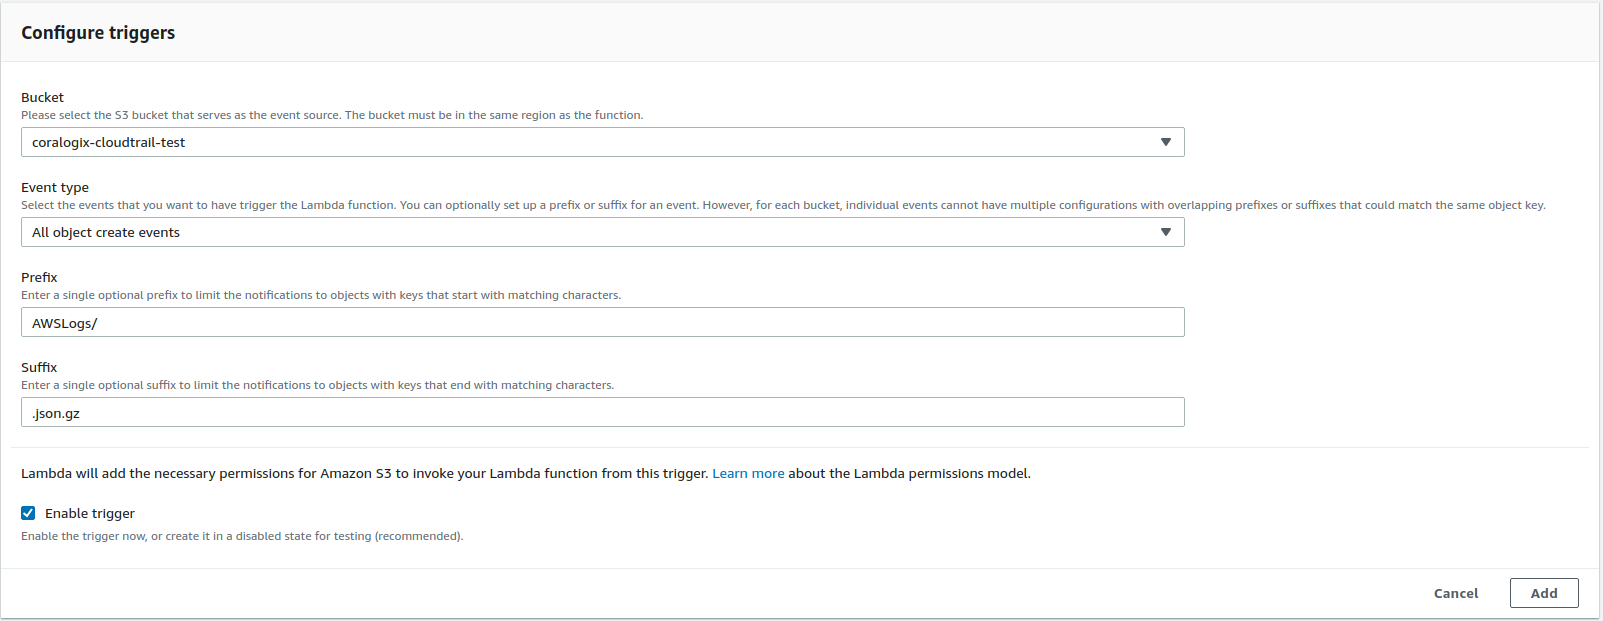 Configure triggers
Bucket
Please select the S3 bucket that serves as the event source. The bucket must be in the same region as the function.
coralogix-cloudtrail-test
Event type
Select the events that you want to have trigger the Lambda function. You can optionally set up a prefix or suffix for an event. However, for each bucket, individual events cannot have multiple configurations with overlapping prefixes or suffixes that could match the same object key.
All object create events
Prefix
Enter a single optional prefix to limit the notifications to objects with keys that start with matching characters.
AWSLogs/
Suffix
Enter a single optional suffix to limit the notifications to objects with keys that end with matching characters.
.json.gz
Lambda will add the necessary permissions for Amazon S3 to invoke your Lambda function from this trigger. Learn more about the Lambda permissions model.
Enable trigger
Enable the trigger now, or create it in a disabled state for testing (recommended).
Cancel Add